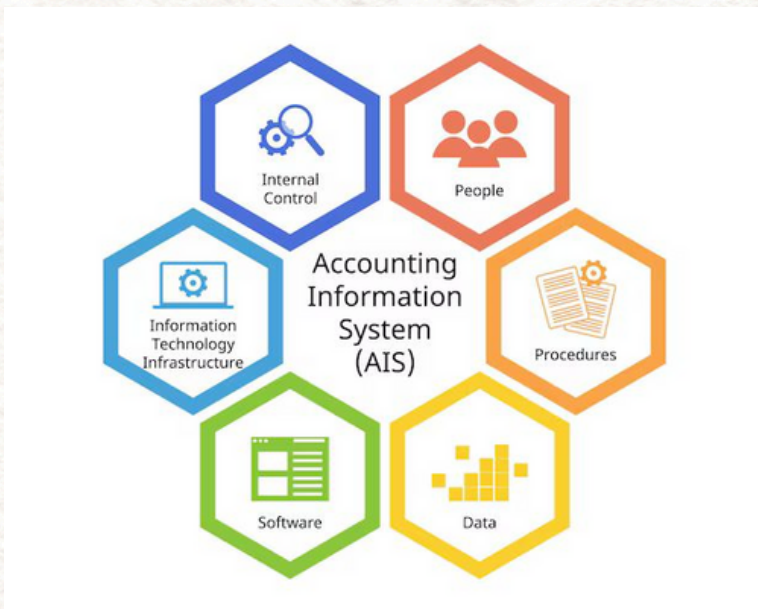 Internal
Control
People
Accounting
Information
System
(AIS)
Information
Technology
Infrastructure
Procedures
Software
Data